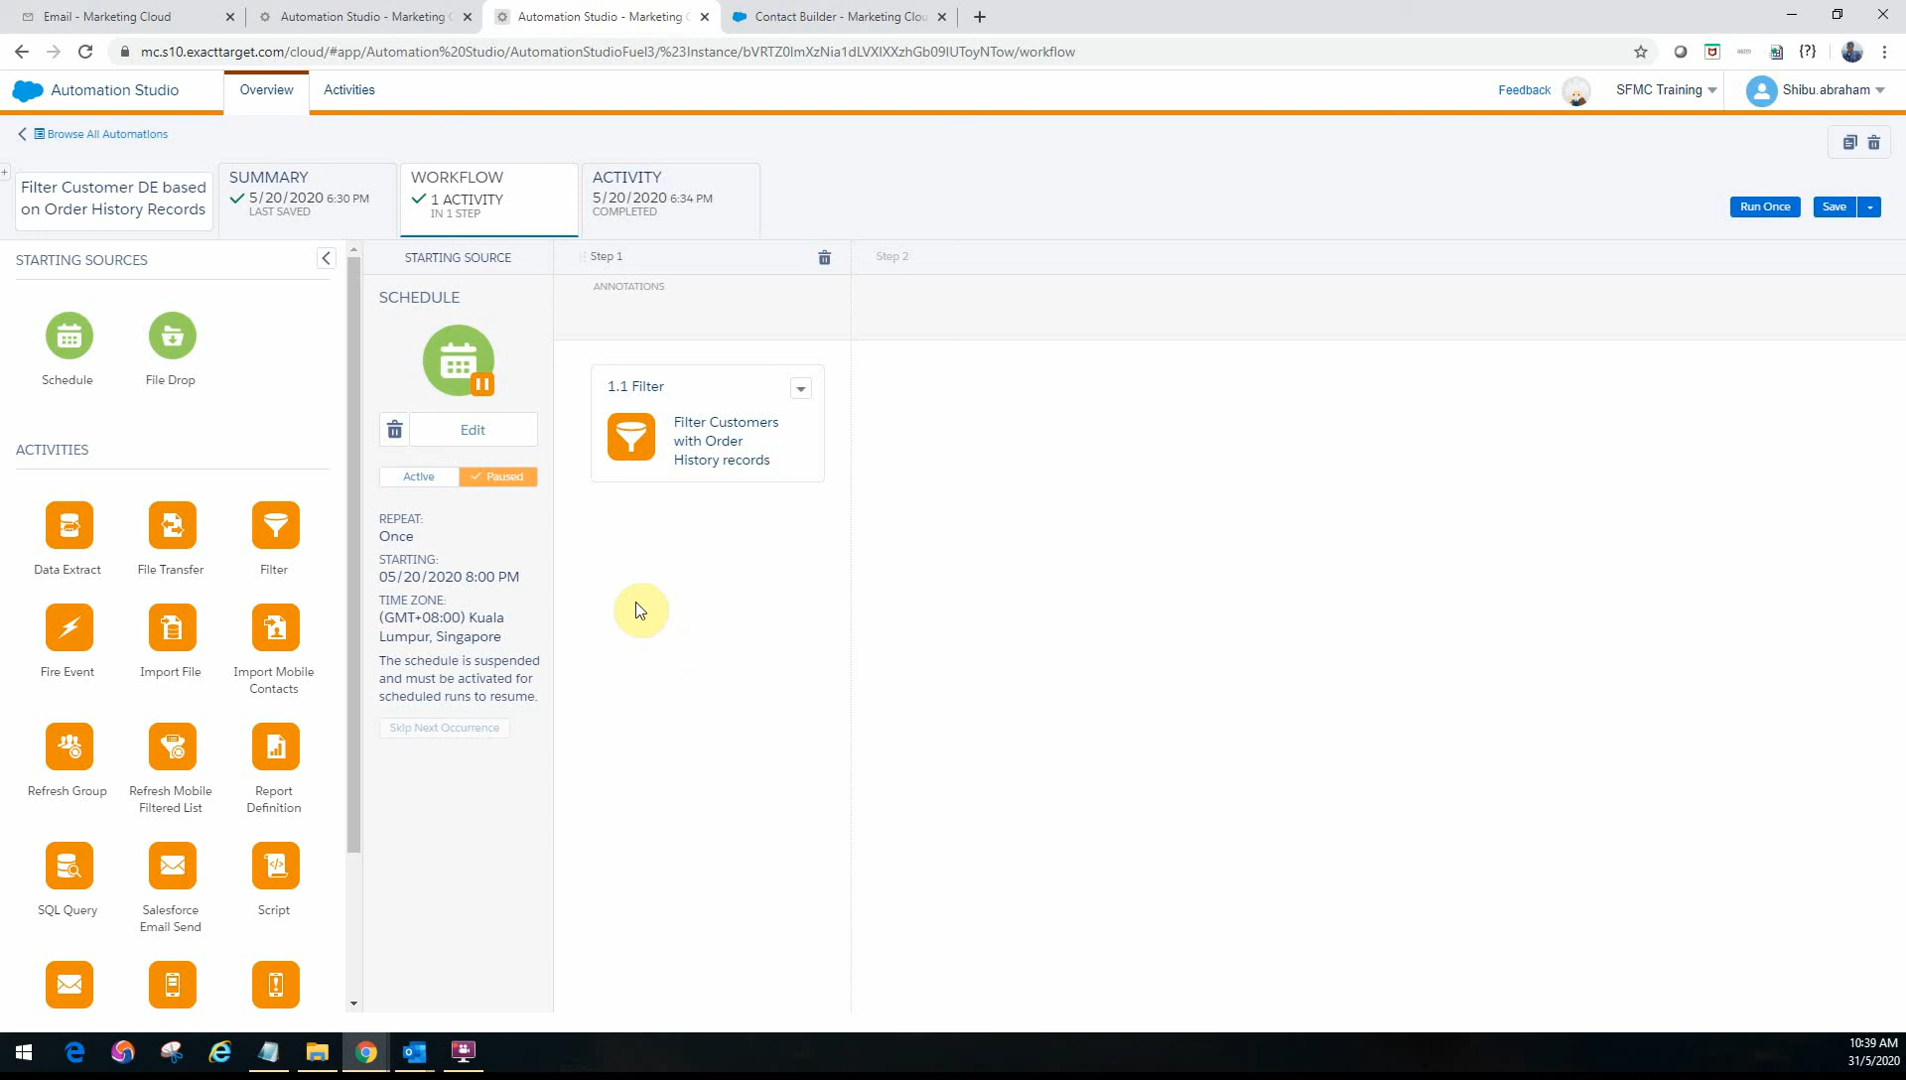 Email - Marketing Cloud
Automation Studio - Marketing C
Automation Studio - Marketing C
Contact Builder - Marketing Clou
mc.s10.exacttarget.com/cloud/#app/Automation%20Studio/AutomationStudioFuel3/%23Instance/bVRTZ0lmXzNia1dLVXlXXzhGb09IUToyNTow/workflow
Automation Studio
Overview
Activities
Feedback
SFMC Training
Shibu.abraham
Browse All Automations
Filter Customer DE based
on Order History Records
SUMMARY
5/20/2020 6:30 PM
LAST SAVED
WORKFLOW
1 ACTIVITY
IN 1 STEP
ACTIVITY
5/20/2020 6:34 PM
COMPLETED
Run Once
Save
STARTING SOURCES
Schedule
File Drop
ACTIVITIES
Data Extract
File Transfer
Filter
Fire Event
Import File
Import Mobile
Contacts
Refresh Group
Refresh Mobile
Filtered List
Report
Definition
SQL Query
Salesforce
Email Send
Script
STARTING SOURCE
SCHEDULE
Edit
Active
Paused
REPEAT:
Once
STARTING:
05/20/2020 8:00 PM
TIME ZONE:
(GMT+08:00) Kuala
Lumpur, Singapore
The schedule is suspended
and must be activated for
scheduled runs to resume.
Skip Next Occurrence
Step 1
ANNOTATIONS
1.1 Filter
Filter Customers
with Order
History records
Step 2
10:39 AM
31/5/2020